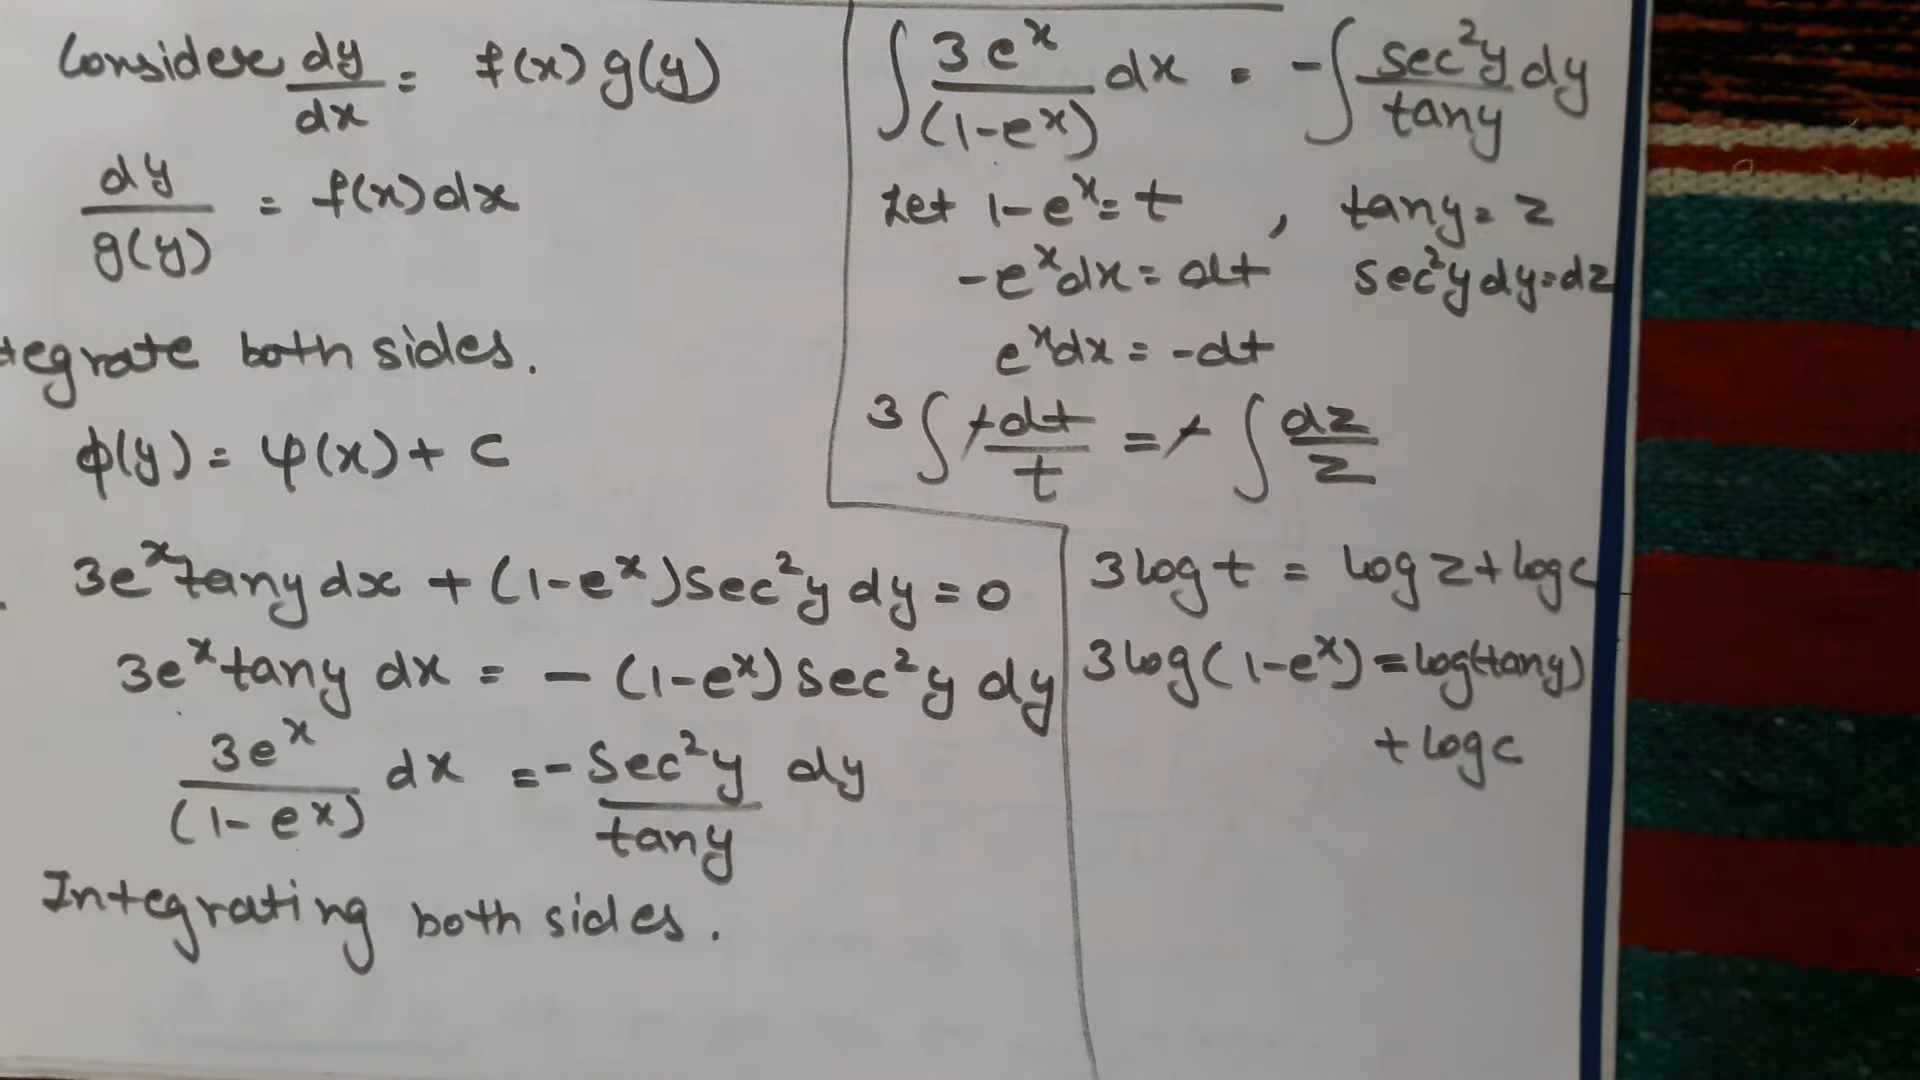 Consider dy/dx = f(x) g(y)
dy/g(y) = f(x) dx
tegrate both sides.
ϕ(y) = ψ(x) + c
3e^x tany dx + (1-e^x) sec²y dy = 0
3e^x tany dx = - (1-e^x) sec²y dy
3e^x/(1-e^x) dx = - sec²y/tany dy
Integrating both sides.
∫ 3e^x/(1-e^x) dx = -∫ sec²y/tany dy
Let 1-e^x = t , tany = z
-e^x dx = dt sec²y dy = dz
e^x dx = -dt
3 ∫ -dt/t = - ∫ dz/z
3 log t = log z + log c
3 log(1-e^x) = log(tany)
+ log c